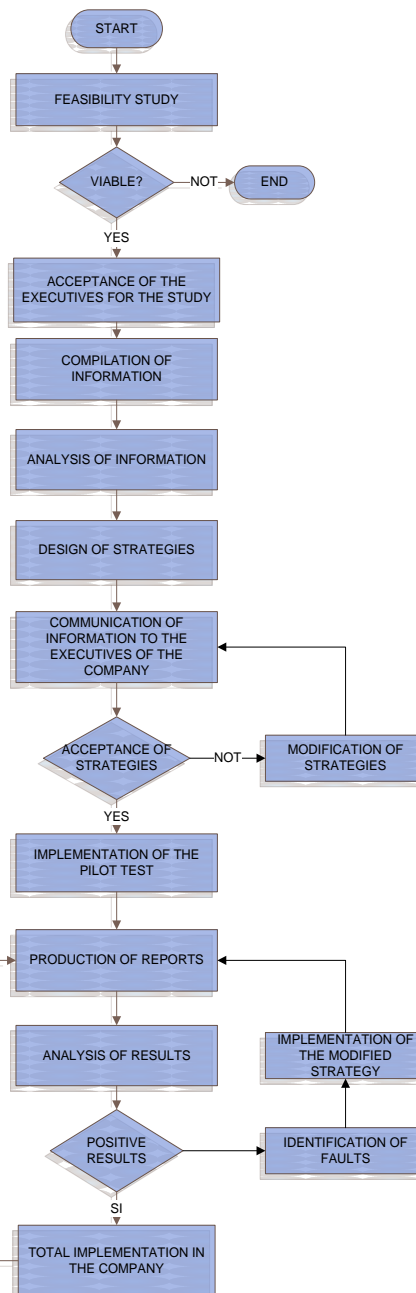 START
FEASIBILITY STUDY
VIABLE?
NOT
END
YES
ACCEPTANCE OF THE
EXECUTIVES FOR THE STUDY
COMPILATION OF
INFORMATION
ANALYSIS OF INFORMATION
DESIGN OF STRATEGIES
COMMUNICATION OF
INFORMATION TO THE
EXECUTIVES OF THE
COMPANY
ACCEPTANCE OF
STRATEGIES
NOT
MODIFICATION OF
STRATEGIES
YES
IMPLEMENTATION OF THE
PILOT TEST
PRODUCTION OF REPORTS
ANALYSIS OF RESULTS
IMPLEMENTATION OF
THE MODIFIED
STRATEGY
POSITIVE
RESULTS
IDENTIFICATION OF
FAULTS
SI
TOTAL IMPLEMENTATION IN
THE COMPANY